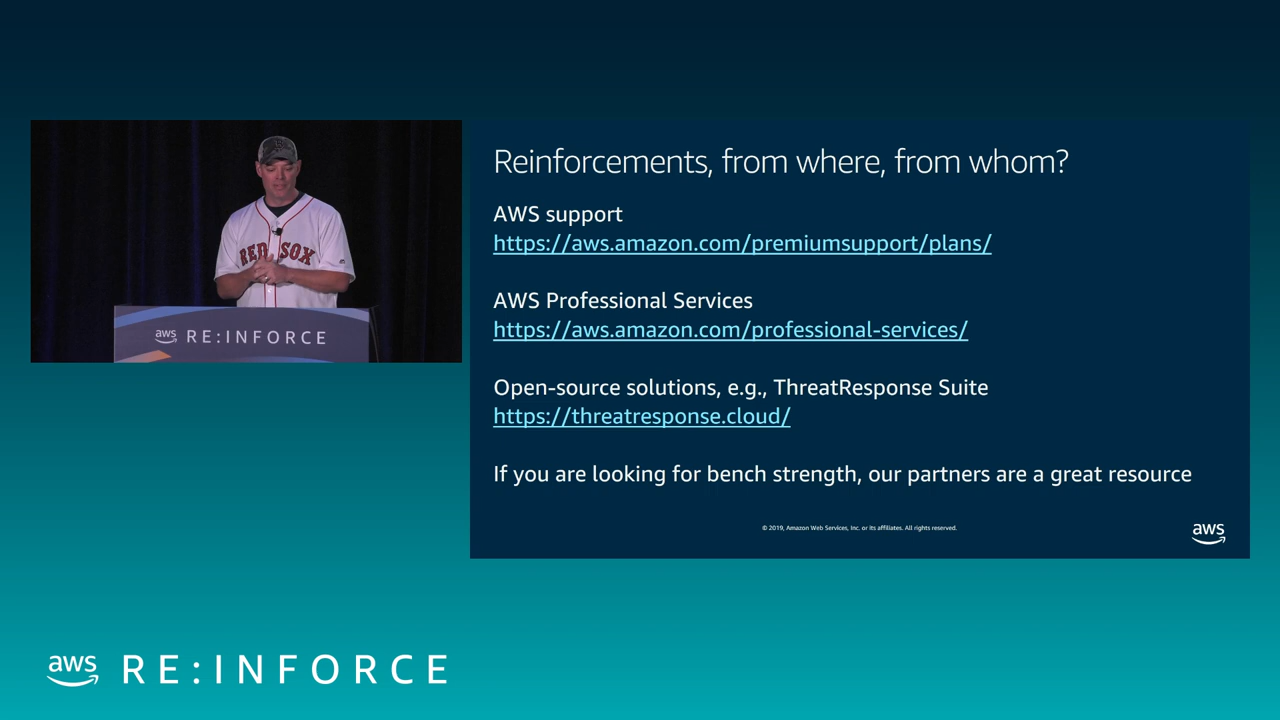 RED SOX
aws RE:INFORCE
Reinforcements, from where, from whom?
AWS support
https://aws.amazon.com/premiumsupport/plans/
AWS Professional Services
https://aws.amazon.com/professional-services/
Open-source solutions, e.g., ThreatResponse Suite
https://threatresponse.cloud/
If you are looking for bench strength, our partners are a great resource
© 2019, Amazon Web Services, Inc. or its affiliates. All rights reserved.
aws
aws RE:INFORCE